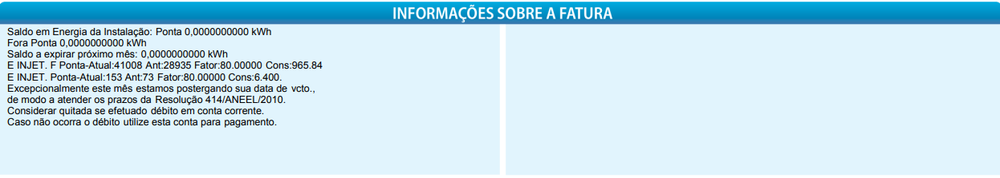 INFORMAÇÕES SOBRE A FATURA
Saldo em Energia da Instalação: Ponta 0,0000000000 kWh
Fora Ponta 0,0000000000 kWh
Saldo a expirar próximo mês: 0,0000000000 kWh
E INJET. F Ponta-Atual:41008 Ant:28935 Fator:80.00000 Cons:965.84
E INJET. Ponta-Atual:153 Ant:73 Fator:80.00000 Cons:6.400.
Excepcionalmente este mês estamos postergando sua data de vcto.,
de modo a atender os prazos da Resolução 414/ANEEL/2010.
Considerar quitada se efetuado débito em conta corrente.
Caso não ocorra o débito utilize esta conta para pagamento.